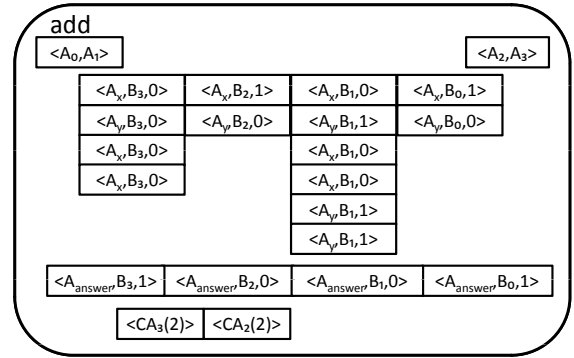 add
<A₀,A₁> <A₂,A₃>
<Aₓ,B₃,0> <Aₓ,B₂,1> <Aₓ,B₁,0> <Aₓ,B₀,1>
<Aᵧ,B₃,0> <Aᵧ,B₂,0> <Aᵧ,B₁,1> <Aᵧ,B₀,0>
<Aₓ,B₃,0> <Aₓ,B₁,0>
<Aₓ,B₃,0> <Aₓ,B₁,0>
<Aᵧ,B₁,1>
<Aᵧ,B₁,1>
<Aanswer,B₃,1> <Aanswer,B₂,0> <Aanswer,B₁,0> <Aanswer,B₀,1>
<CA₃(2)> <CA₂(2)>